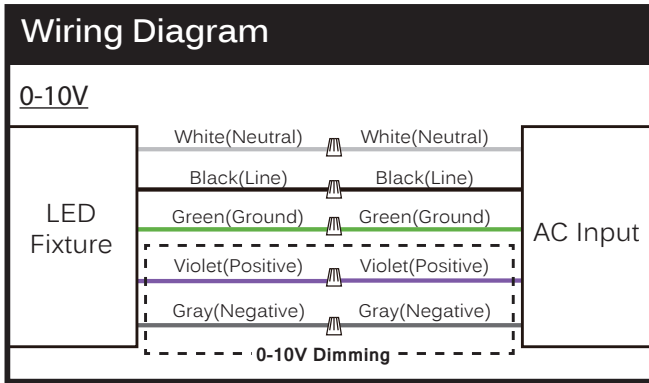 Wiring Diagram
0-10V
White(Neutral) White(Neutral)
Black(Line) Black(Line)
Green(Ground) Green(Ground)
LED
Fixture
AC Input
Violet(Positive) Violet(Positive)
Gray(Negative) Gray(Negative)
0-10V Dimming